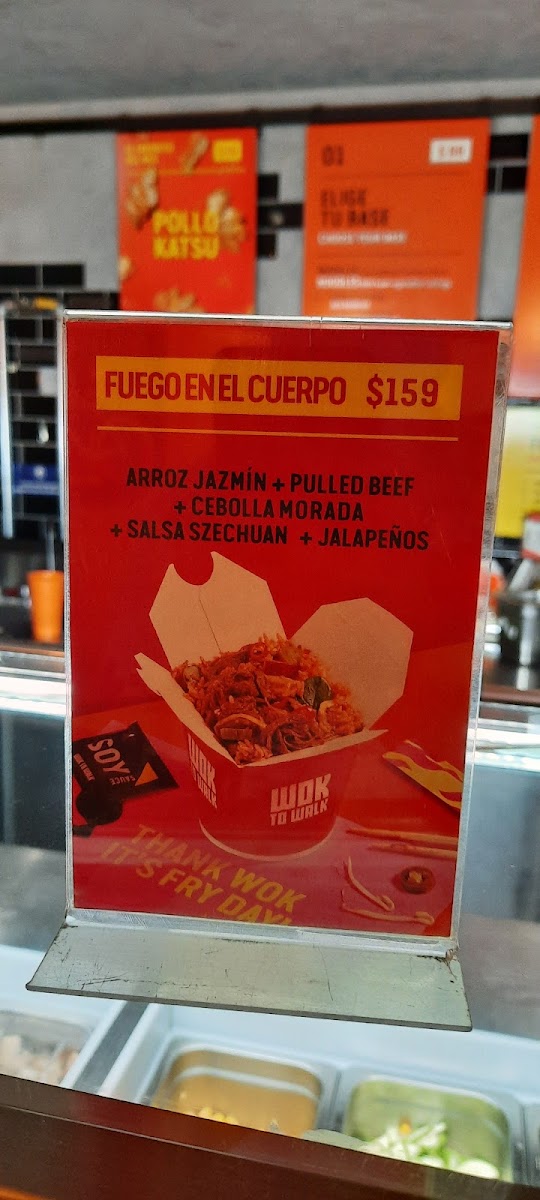 POLLO
KATSU
01
ELIGE
TU BASE
FUEGO EN EL CUERPO $159
ARROZ JAZMÍN + PULLED BEEF
+ CEBOLLA MORADA
+ SALSA SZECHUAN + JALAPEÑOS
SOY
SAUCE
WOK
TO WALK
WOK
TO WALK
THANK WOK
IT'S FRY DAY!